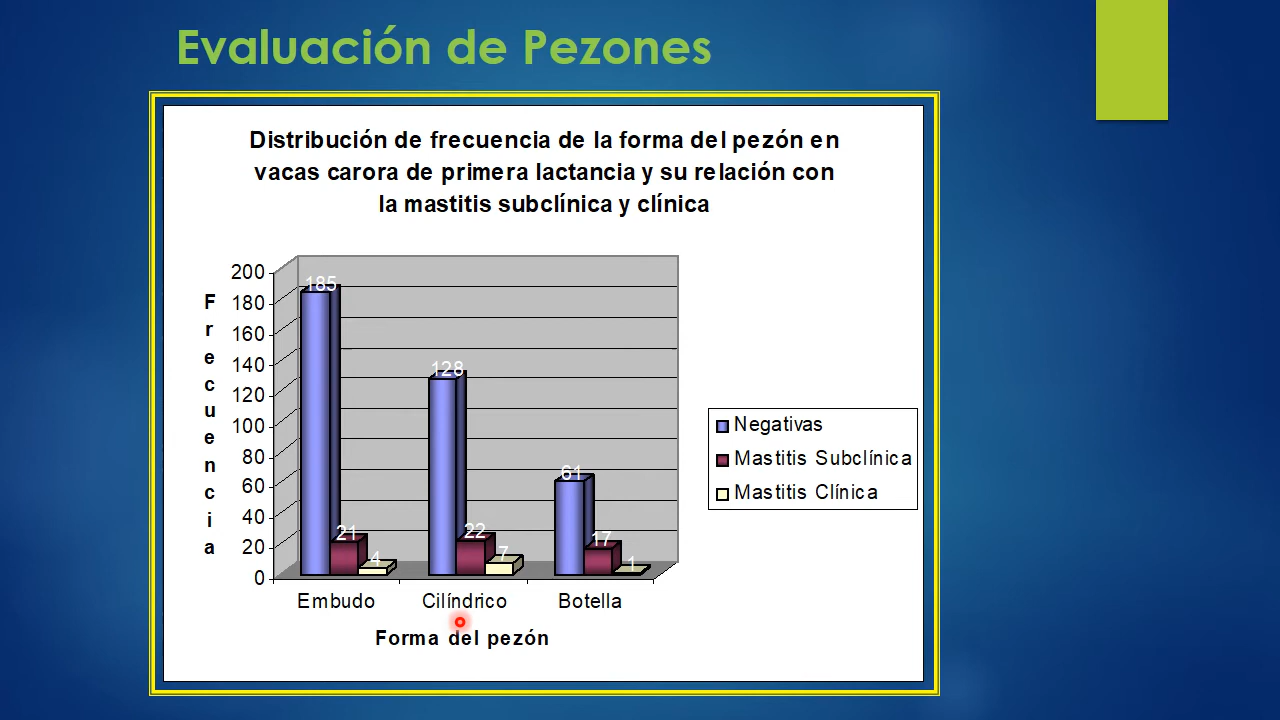 Evaluación de Pezones
Distribución de frecuencia de la forma del pezón en
vacas carora de primera lactancia y su relación con
la mastitis subclínica y clínica
Frecuencia
200
180
160
140
120
100
80
60
40
20
0
185
21
4
128
22
7
61
17
1
Embudo
Cilíndrico
Botella
Forma del pezón
Negativas
Mastitis Subclínica
Mastitis Clínica